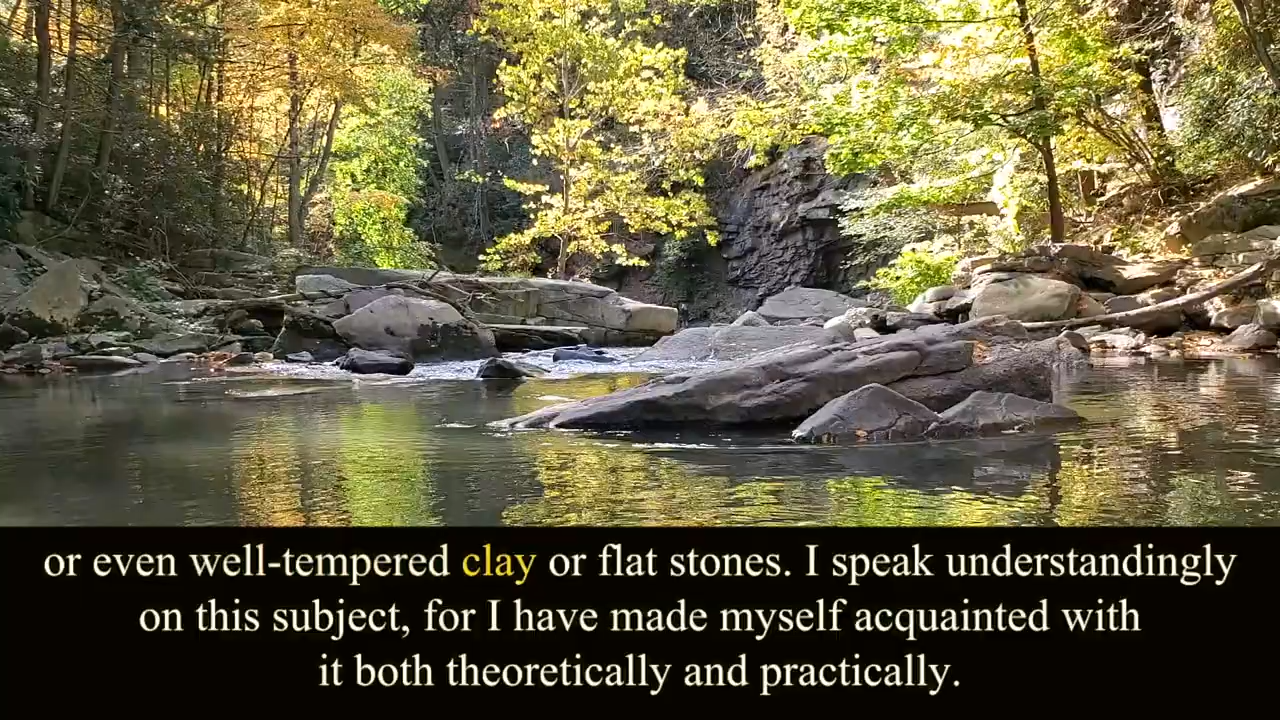 or even well-tempered clay or flat stones. I speak understandingly
on this subject, for I have made myself acquainted with
it both theoretically and practically.